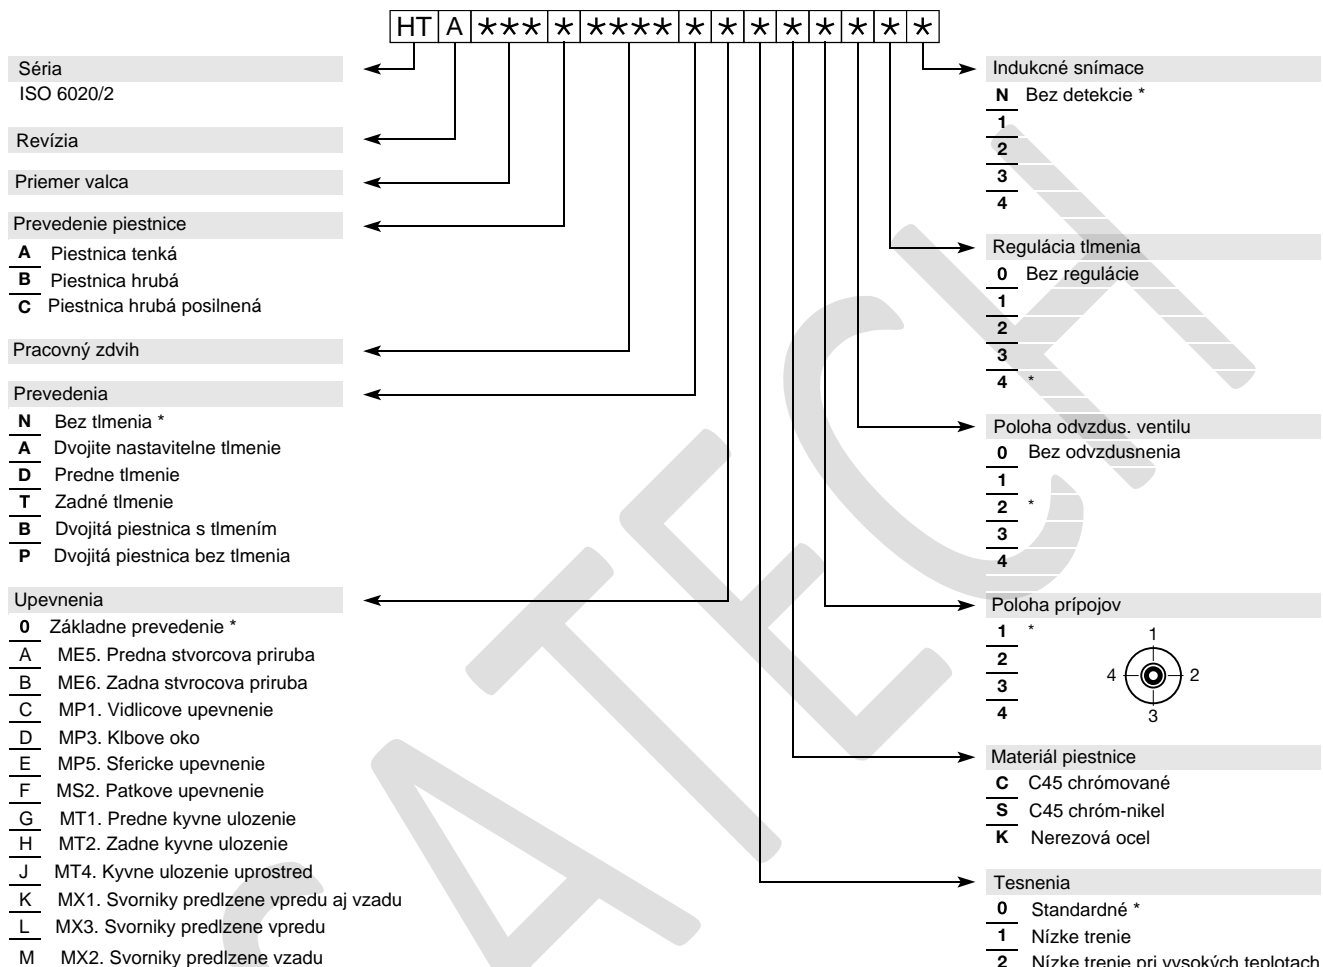 HT A *** * **** * * * * * * * *
Séria
ISO 6020/2
Revízia
Priemer valca
Prevedenie piestnice
A Piestnica tenká
B Piestnica hrubá
C Piestnica hrubá posilnená
Pracovný zdvih
Prevedenia
N Bez tlmenia *
A Dvojite nastavitelne tlmenie
D Predne tlmenie
T Zadné tlmenie
B Dvojitá piestnica s tlmením
P Dvojitá piestnica bez tlmenia
Upevnenia
0 Základne prevedenie *
A ME5. Predna stvorcova priruba
B ME6. Zadna stvrocova priruba
C MP1. Vidlicove upevnenie
D MP3. Klbove oko
E MP5. Sfericke upevnenie
F MS2. Patkove upevnenie
G MT1. Predne kyvne ulozenie
H MT2. Zadne kyvne ulozenie
J MT4. Kyvne ulozenie uprostred
K MX1. Svorniky predlzene vpredu aj vzadu
L MX3. Svorniky predlzene vpredu
M MX2. Svorniky predlzene vzadu
Indukcné snímace
N Bez detekcie *
1
2
3
4
Regulácia tlmenia
0 Bez regulácie
1
2
3
4 *
Poloha odvzdus. ventilu
0 Bez odvzdusnenia
1
2 *
3
4
Poloha prípojov
1 *
2
3
4
1
4 2
3
Materiál piestnice
C C45 chrómované
S C45 chróm-nikel
K Nerezová ocel
Tesnenia
0 Standardné *
1 Nízke trenie
2 Nízke trenie pri vysokých teplotach
ATECH